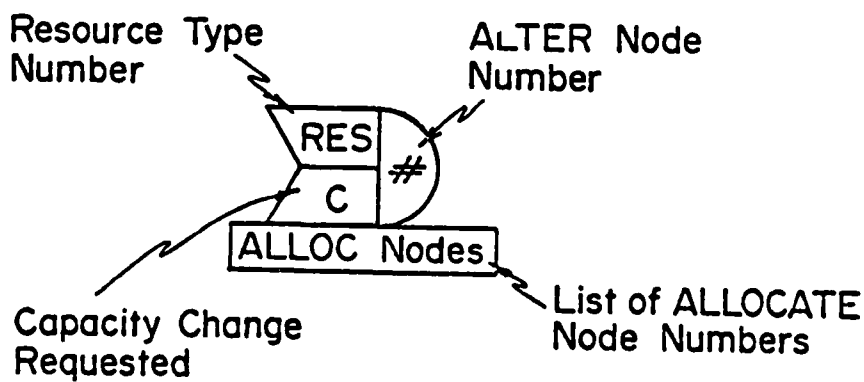 Resource Type
Number
ALTER Node
Number
RES
#
C
ALLOC Nodes
Capacity Change
Requested
List of ALLOCATE
Node Numbers